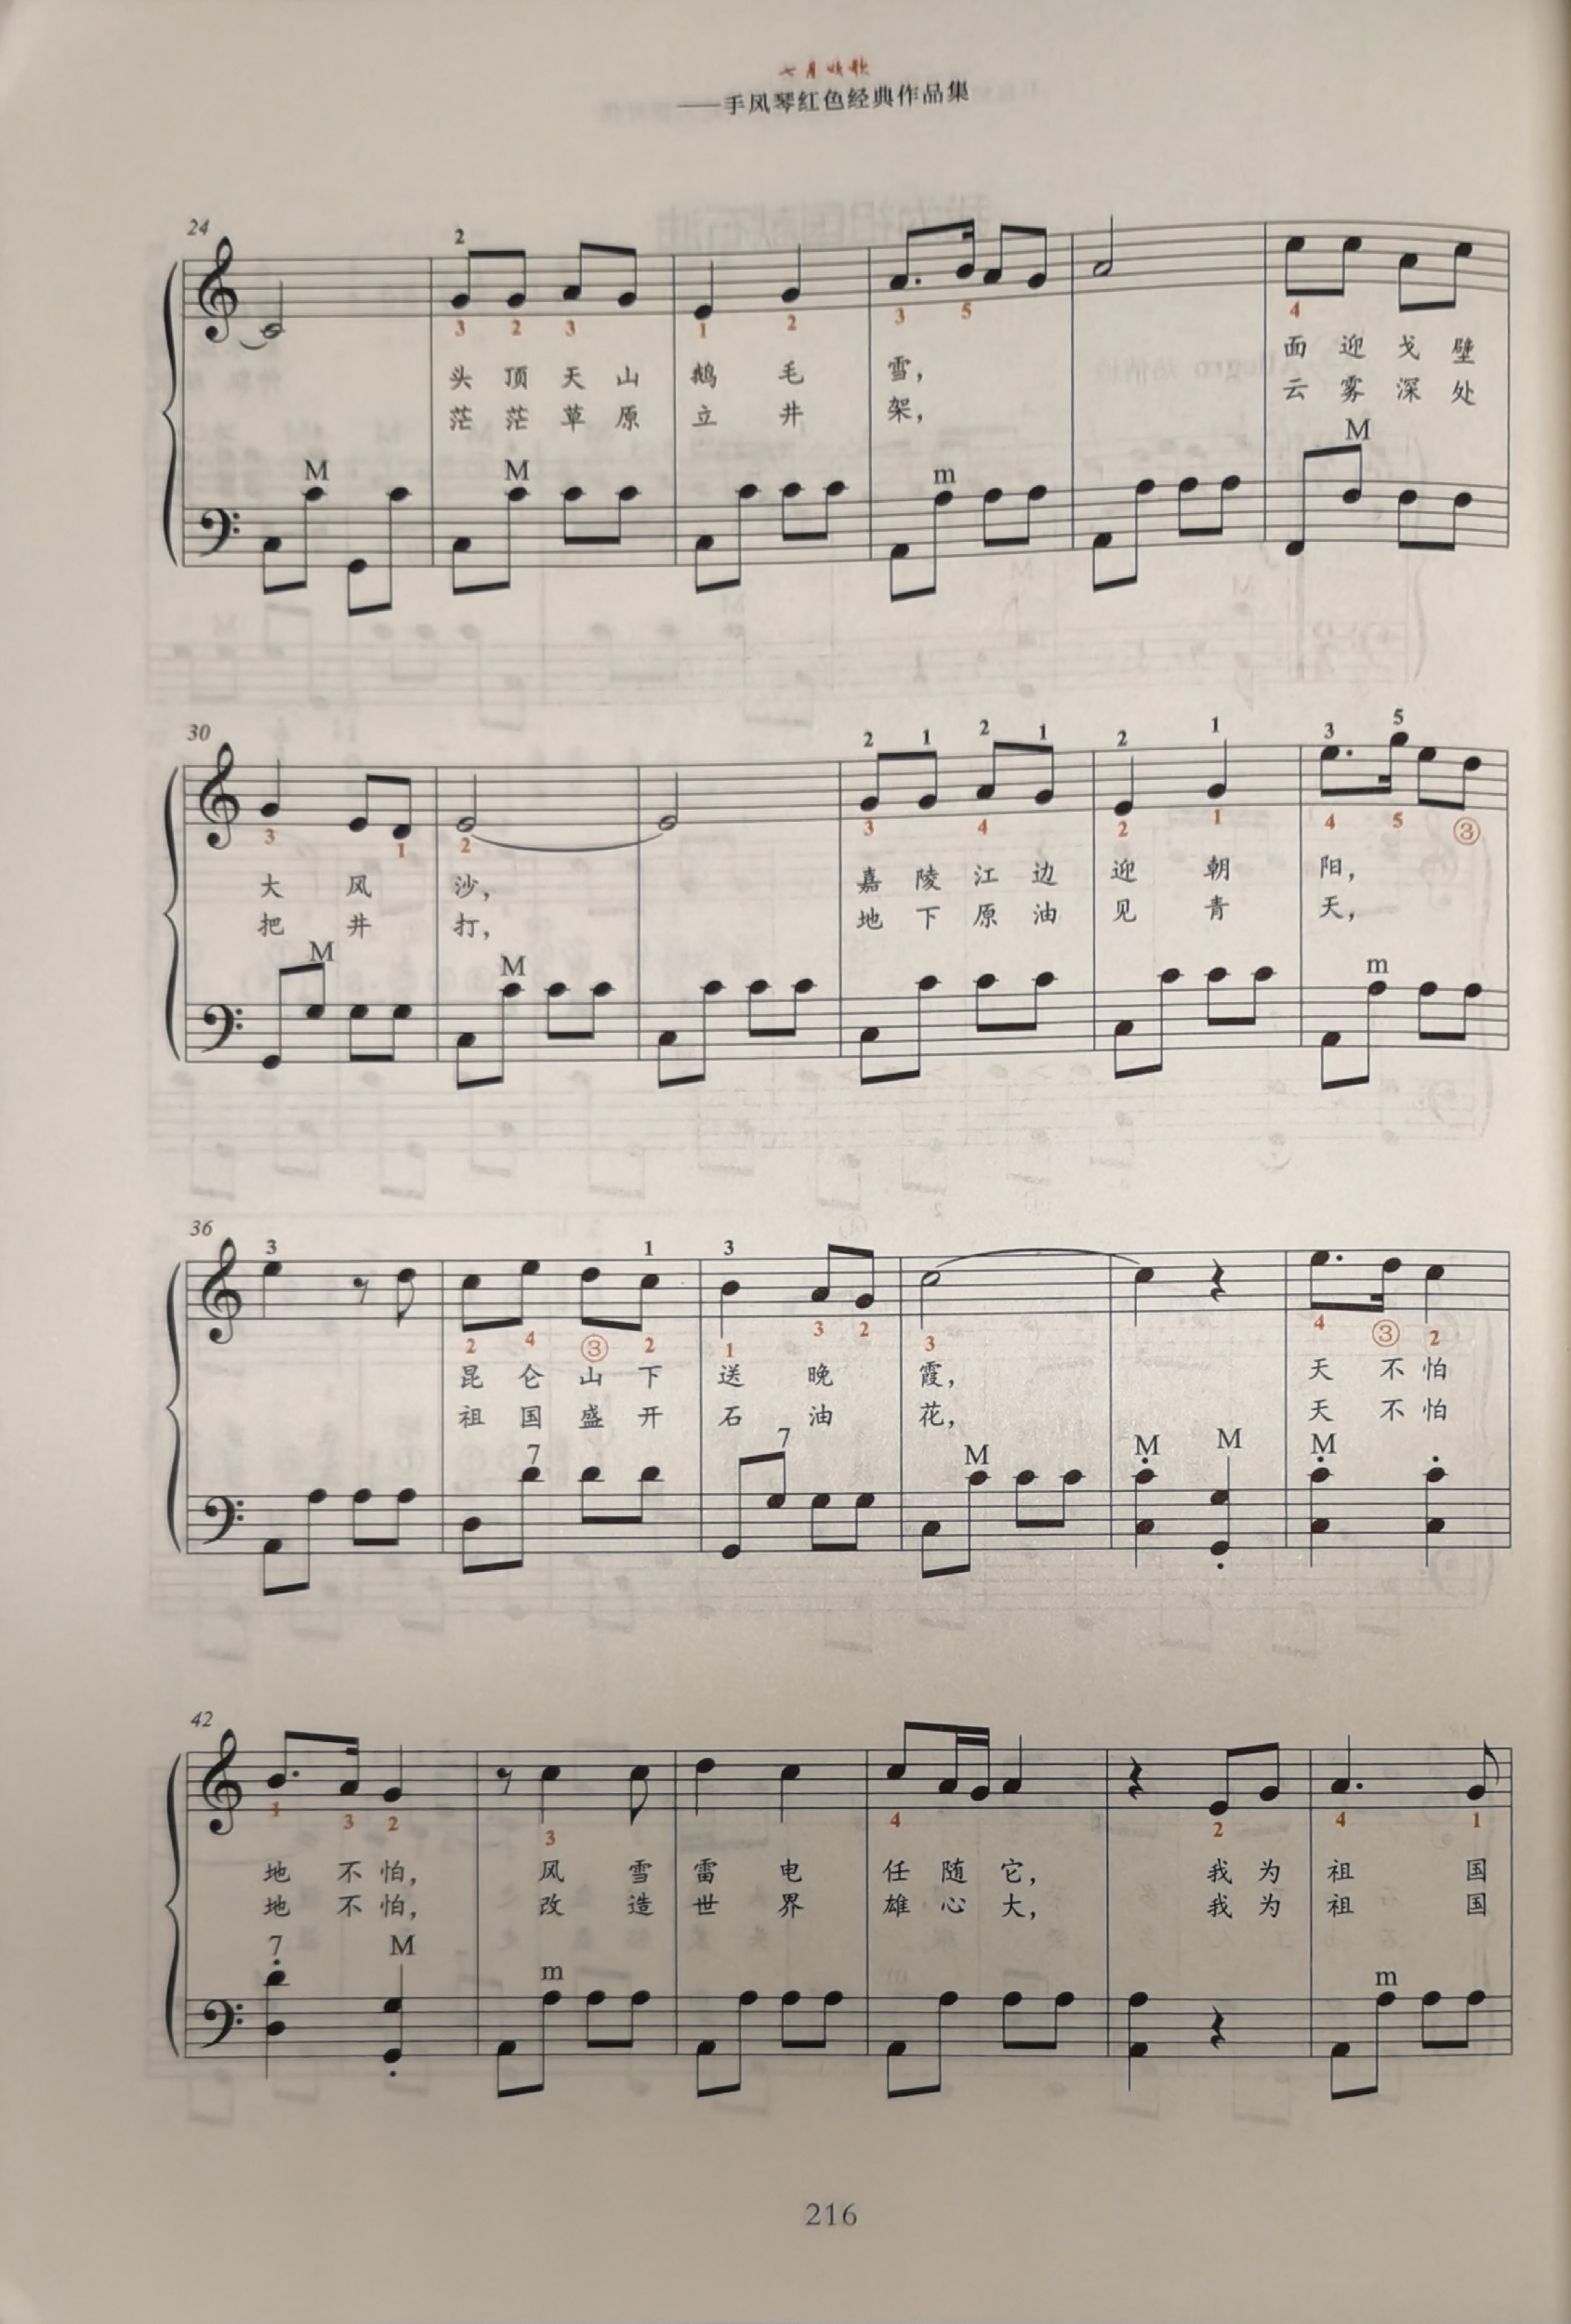 七月颂歌
——手风琴红色经典作品集
24
2
3 2 3 1 2 3 5 4
头 顶 天 山 鹅 毛 雪， 面 迎 戈 壁
茫 茫 草 原 立 井 架， 云 雾 深 处
M M m M
30
2 1 2 1 2 1 3 5
3 1 2 3 4 2 1 4 5 ③
大 风 沙， 嘉 陵 江 边 迎 朝 阳，
把 井 打， 地 下 原 油 见 青 天，
M M m
36
3 1 3
2 4 ③ 2 1 3 2 3 4 ③ 2
昆 仑 山 下 送 晚 霞， 天 不 怕
祖 国 盛 开 石 油 花， 天 不 怕
7 7 M M M M
42
1 3 2 3 4 2 4 1
地 不 怕， 风 雪 雷 电 任 随 它， 我 为 祖 国
地 不 怕， 改 造 世 界 雄 心 大， 我 为 祖 国
7 M m m
216